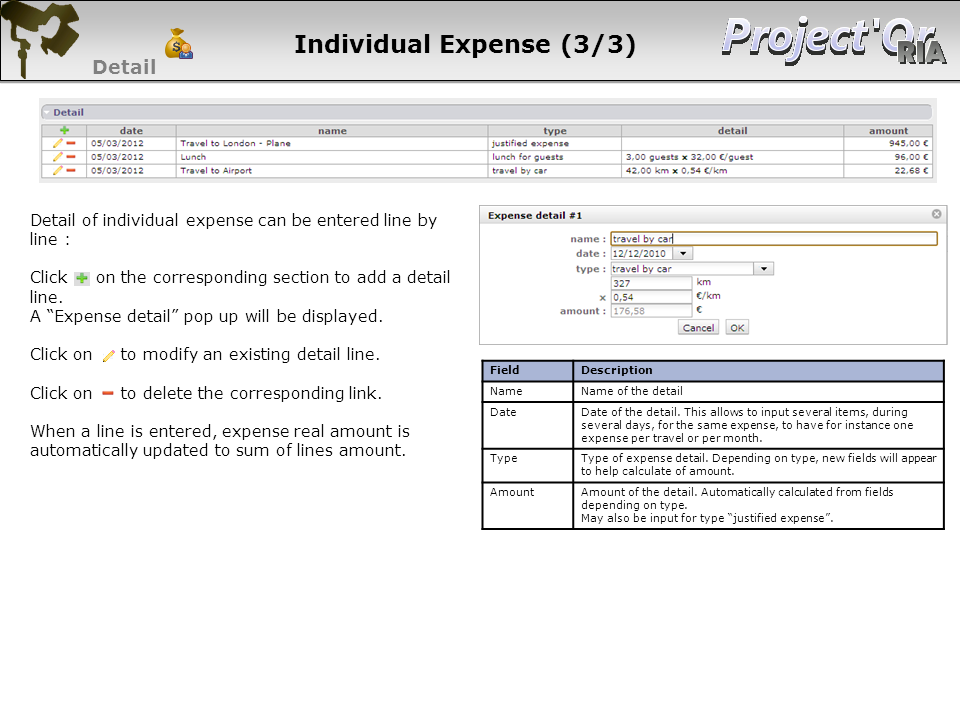 Individual Expense (3/3)
Project'Or
RIA
Detail
Detail
date name type detail amount
05/03/2012 Travel to London - Plane justified expense 945,00 €
05/03/2012 Lunch lunch for guests 3,00 guests x 32,00 €/guest 96,00 €
05/03/2012 Travel to Airport travel by car 42,00 km x 0,54 €/km 22,68 €
Detail of individual expense can be entered line by
line :
Click on the corresponding section to add a detail
line.
A “Expense detail” pop up will be displayed.
Click on to modify an existing detail line.
Click on to delete the corresponding link.
When a line is entered, expense real amount is
automatically updated to sum of lines amount.
Expense detail #1
name : travel by car
date : 12/12/2010
type : travel by car
327 km
x 0,54 €/km
amount : 176,58 €
Cancel OK
Field Description
Name Name of the detail
Date Date of the detail. This allows to input several items, during
several days, for the same expense, to have for instance one
expense per travel or per month.
Type Type of expense detail. Depending on type, new fields will appear
to help calculate of amount.
Amount Amount of the detail. Automatically calculated from fields
depending on type.
May also be input for type “justified expense”.